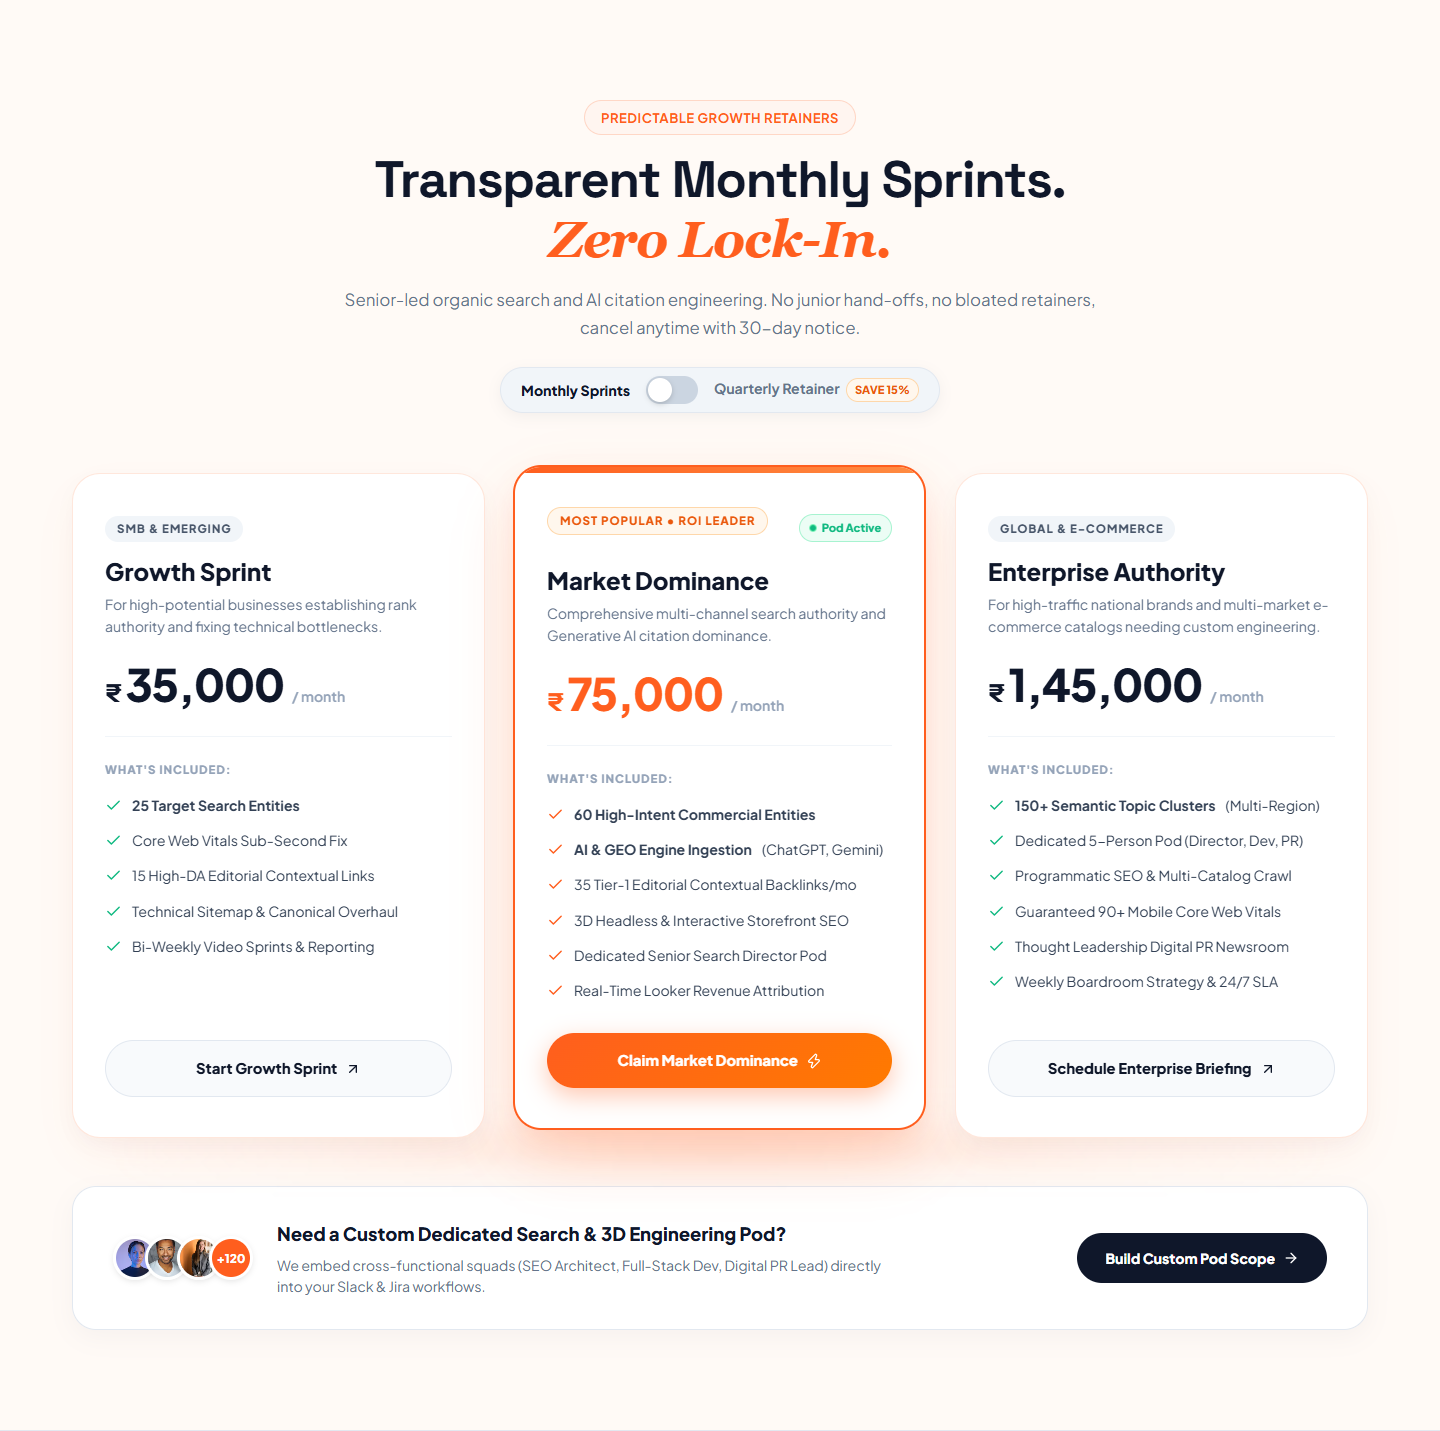 PREDICTABLE GROWTH RETAINERS
Transparent Monthly Sprints.
Zero Lock-In.
Senior-led organic search and AI citation engineering. No junior hand-offs, no bloated retainers,
cancel anytime with 30-day notice.
Monthly Sprints
Quarterly Retainer SAVE 15%
SMB & EMERGING
Growth Sprint
For high-potential businesses establishing rank
authority and fixing technical bottlenecks.
₹35,000 / month
WHAT'S INCLUDED:
25 Target Search Entities
Core Web Vitals Sub-Second Fix
15 High-DA Editorial Contextual Links
Technical Sitemap & Canonical Overhaul
Bi-Weekly Video Sprints & Reporting
Start Growth Sprint
MOST POPULAR • ROI LEADER
Pod Active
Market Dominance
Comprehensive multi-channel search authority and
Generative AI citation dominance.
₹75,000 / month
WHAT'S INCLUDED:
60 High-Intent Commercial Entities
AI & GEO Engine Ingestion (ChatGPT, Gemini)
35 Tier-1 Editorial Contextual Backlinks/mo
3D Headless & Interactive Storefront SEO
Dedicated Senior Search Director Pod
Real-Time Looker Revenue Attribution
Claim Market Dominance
GLOBAL & E-COMMERCE
Enterprise Authority
For high-traffic national brands and multi-market e-
commerce catalogs needing custom engineering.
₹1,45,000 / month
WHAT'S INCLUDED:
150+ Semantic Topic Clusters (Multi-Region)
Dedicated 5-Person Pod (Director, Dev, PR)
Programmatic SEO & Multi-Catalog Crawl
Guaranteed 90+ Mobile Core Web Vitals
Thought Leadership Digital PR Newsroom
Weekly Boardroom Strategy & 24/7 SLA
Schedule Enterprise Briefing
+120
Need a Custom Dedicated Search & 3D Engineering Pod?
We embed cross-functional squads (SEO Architect, Full-Stack Dev, Digital PR Lead) directly
into your Slack & Jira workflows.
Build Custom Pod Scope